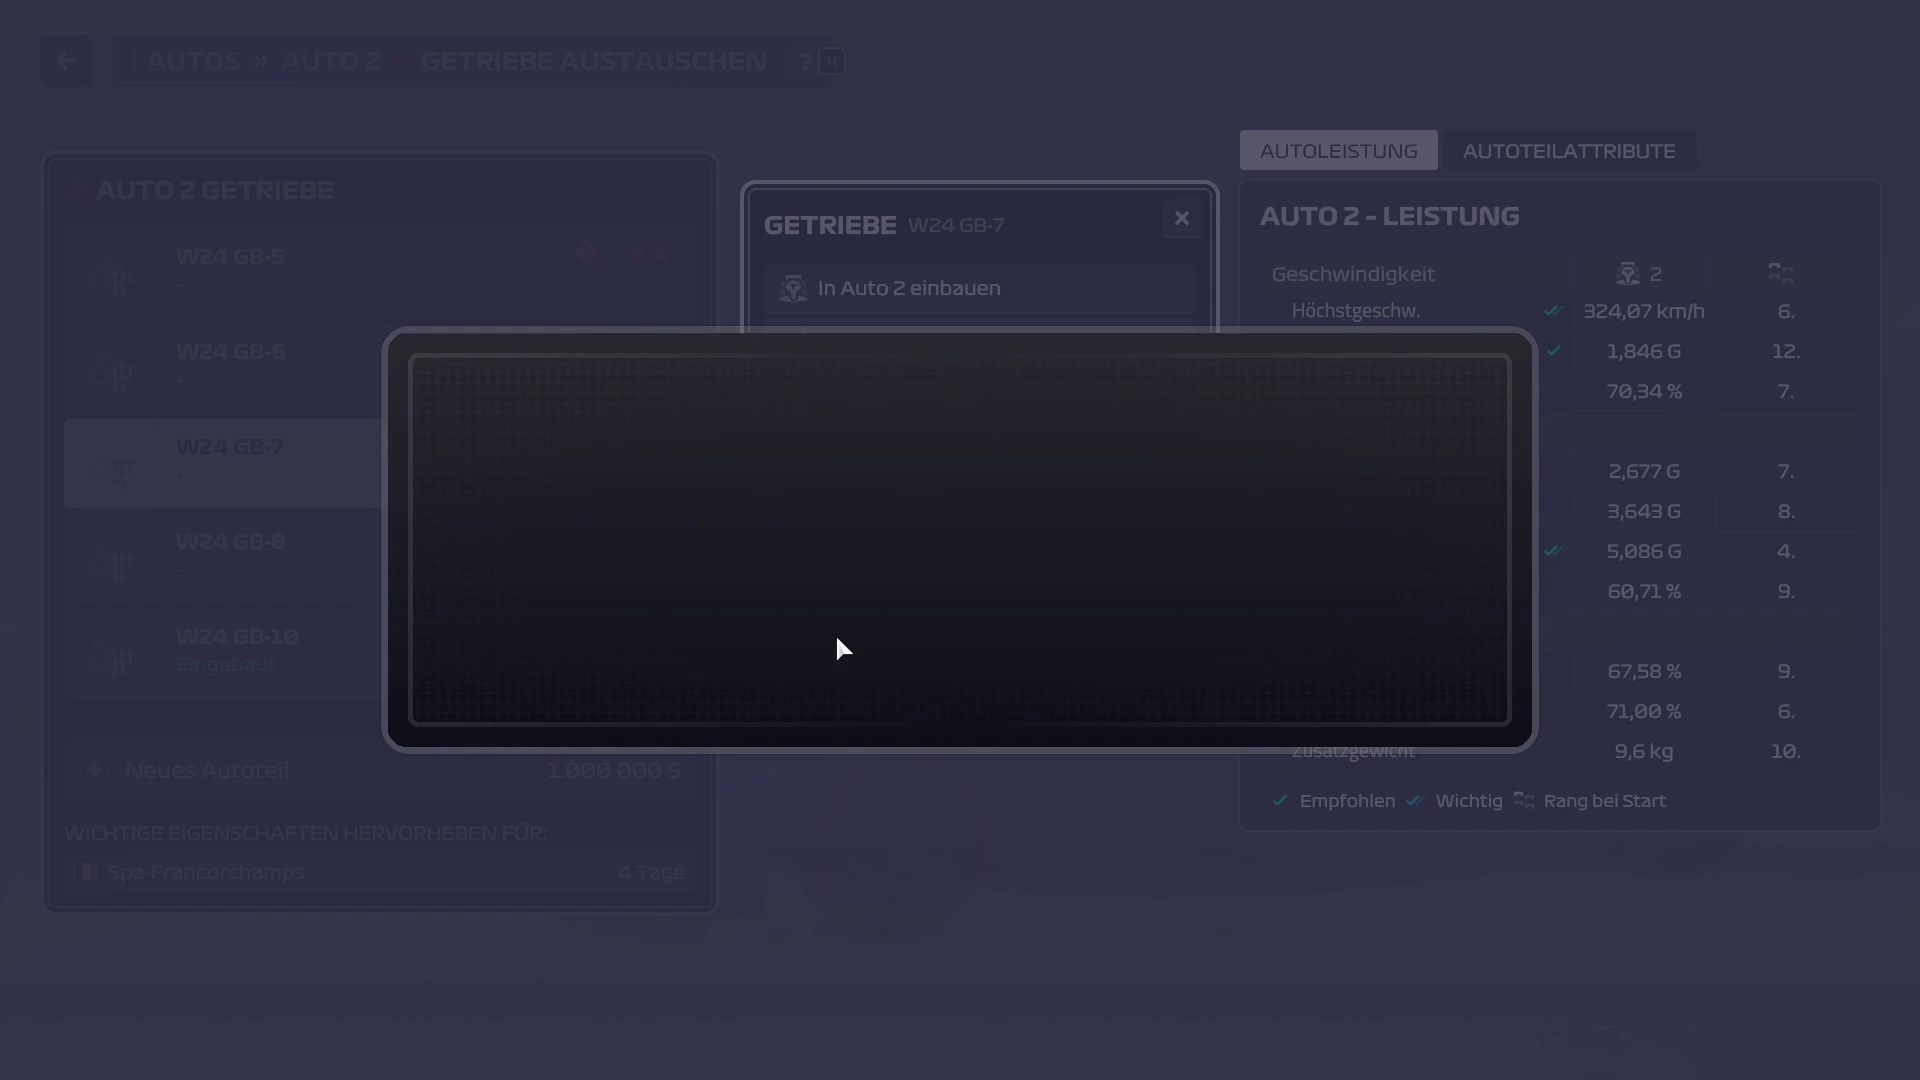 AUTOS » AUTO 2 GETRIEBE AUSTAUSCHEN ? H
AUTO 2 GETRIEBE
W24 GB-5
-
0 %
W24 GB-6
-
W24 GB-7
-
W24 GB-8
-
W24 GB-10
Eingebaut
Neues Autoteil 1.000.000 $
WICHTIGE EIGENSCHAFTEN HERVORHEBEN FÜR:
Spa-Francorchamps 4 Tage
GETRIEBE W24 GB-7
In Auto 2 einbauen
AUTOLEISTUNG AUTOTEILATTRIBUTE
AUTO 2 - LEISTUNG
Geschwindigkeit 2
Höchstgeschw. 324,07 km/h 6.
1,846 G 12.
70,34 % 7.
2,677 G 7.
3,643 G 8.
5,086 G 4.
60,71 % 9.
67,58 % 9.
71,00 % 6.
Zusatzgewicht 9,6 kg 10.
Empfohlen Wichtig Rang bei Start